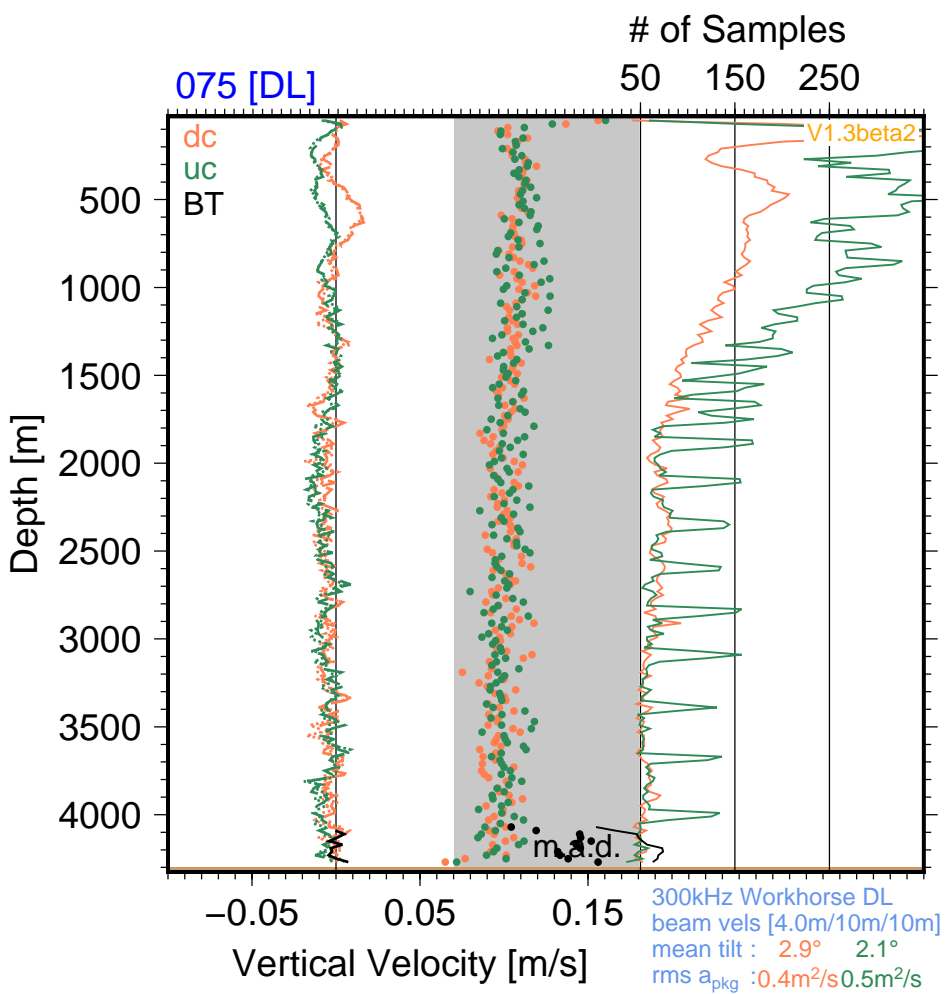 # of Samples
50 150 250
075 [DL]
V1.3beta2
dc
uc
BT
500
1000
1500
2000
2500
3000
3500
4000
Depth [m]
m.a.d.
−0.05 0.05 0.15
Vertical Velocity [m/s]
300kHz Workhorse DL
beam vels [4.0m/10m/10m]
mean tilt : 2.9° 2.1°
rms apkg :0.4m²/s 0.5m²/s